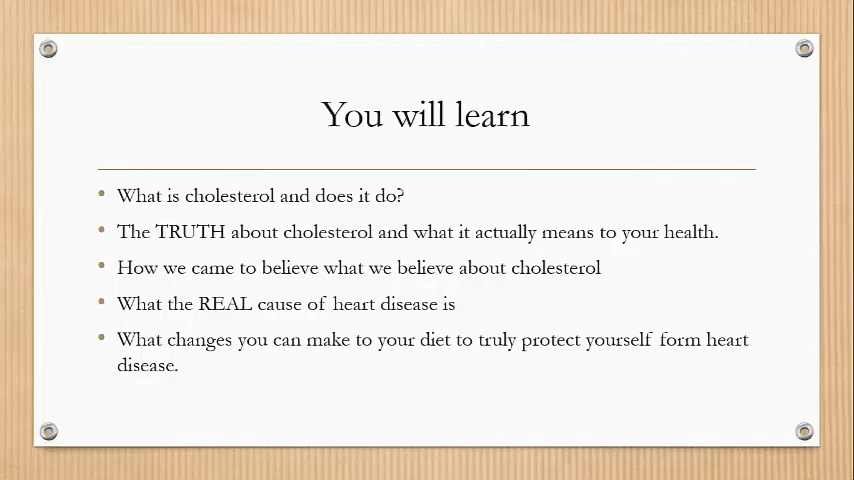 You will learn
• What is cholesterol and does it do?
• The TRUTH about cholesterol and what it actually means to your health.
• How we came to believe what we believe about cholesterol
• What the REAL cause of heart disease is
• What changes you can make to your diet to truly protect yourself form heart
disease.